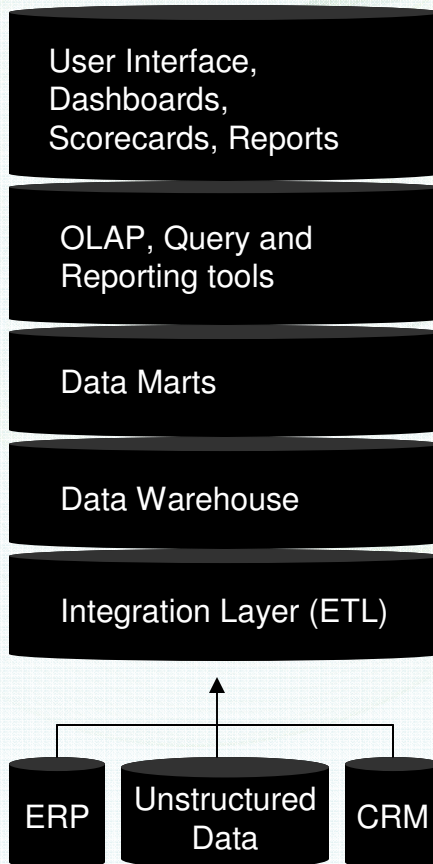 User Interface,
Dashboards,
Scorecards, Reports
OLAP, Query and
Reporting tools
Data Marts
Data Warehouse
Integration Layer (ETL)
ERP
Unstructured
Data
CRM